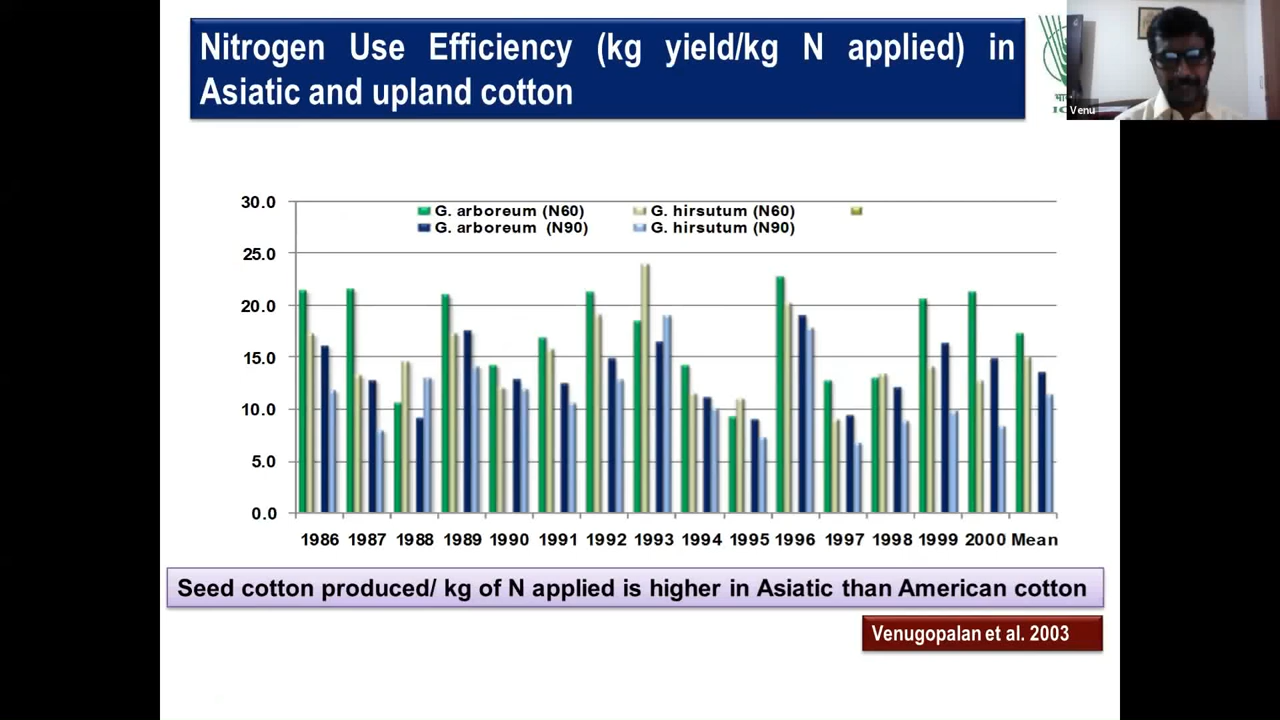 Nitrogen Use Efficiency (kg yield/kg N applied) in
Asiatic and upland cotton
Venu
30.0
25.0
20.0
15.0
10.0
5.0
0.0
G. arboreum (N60)
G. hirsutum (N60)
G. arboreum (N90)
G. hirsutum (N90)
1986 1987 1988 1989 1990 1991 1992 1993 1994 1995 1996 1997 1998 1999 2000 Mean
Seed cotton produced/ kg of N applied is higher in Asiatic than American cotton
Venugopalan et al. 2003